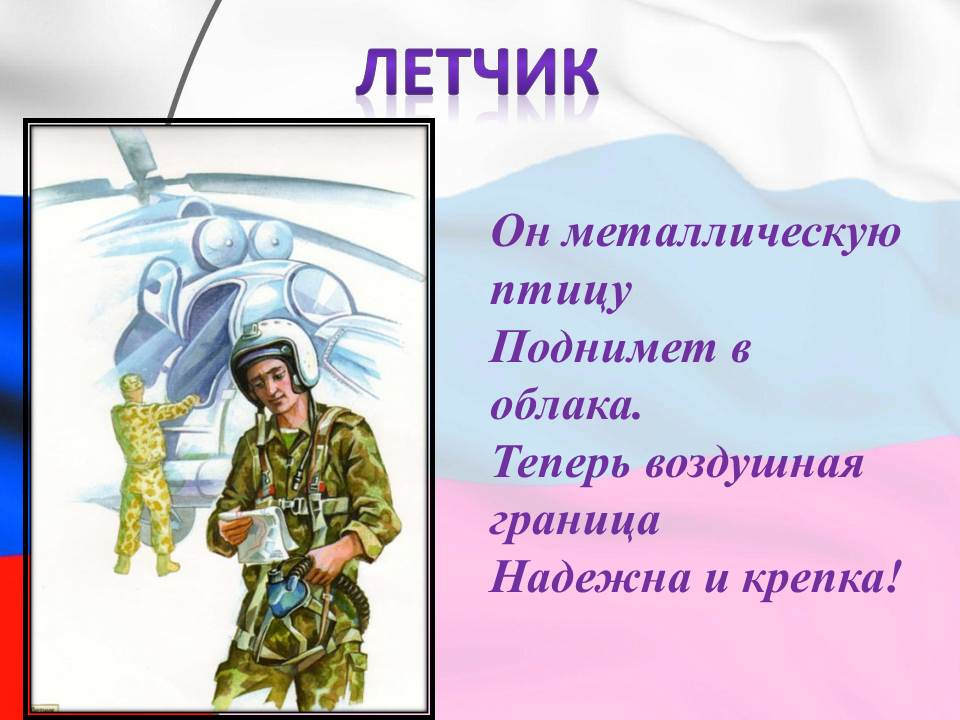 ЛЕТЧИК
Он металлическую
птицу
Поднимет в
облака.
Теперь воздушная
граница
Надежна и крепка!